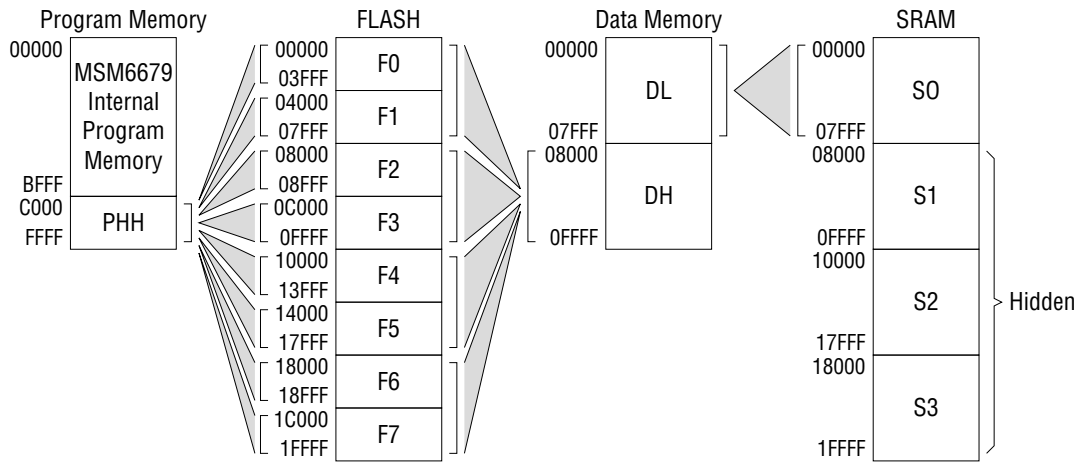 Program Memory
00000
MSM6679
Internal
Program
Memory
BFFF
C000
PHH
FFFF
FLASH
00000
F0
03FFF
04000
F1
07FFF
08000
F2
08FFF
0C000
F3
0FFFF
10000
F4
13FFF
14000
F5
17FFF
18000
F6
18FFF
1C000
F7
1FFFF
Data Memory
00000
DL
07FFF
08000
DH
0FFFF
SRAM
00000
S0
07FFF
08000
S1
0FFFF
10000
S2
17FFF
18000
S3
1FFFF
Hidden